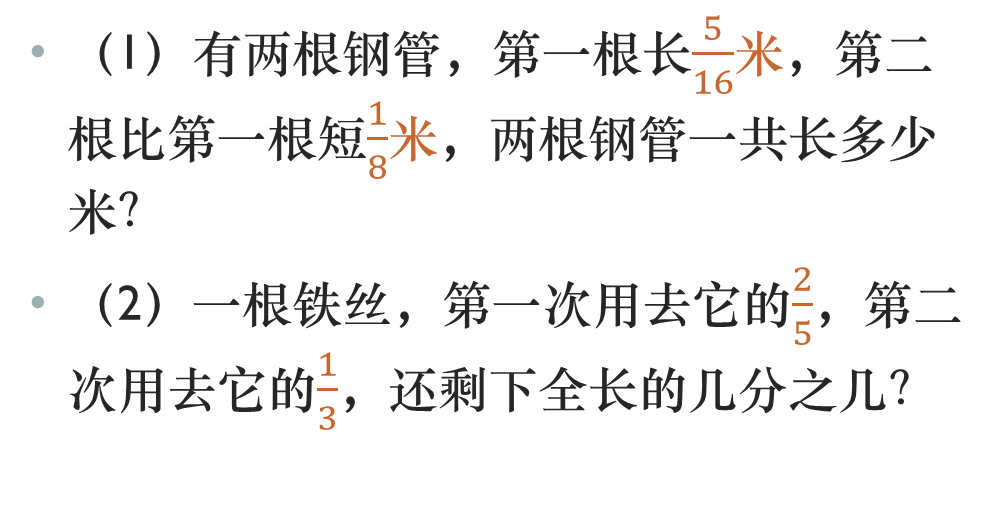 • （1）有两根钢管，第一根长5/16米，第二
根比第一根短1/8米，两根钢管一共长多少
米？
• （2）一根铁丝，第一次用去它的2/5，第二
次用去它的1/3，还剩下全长的几分之几？